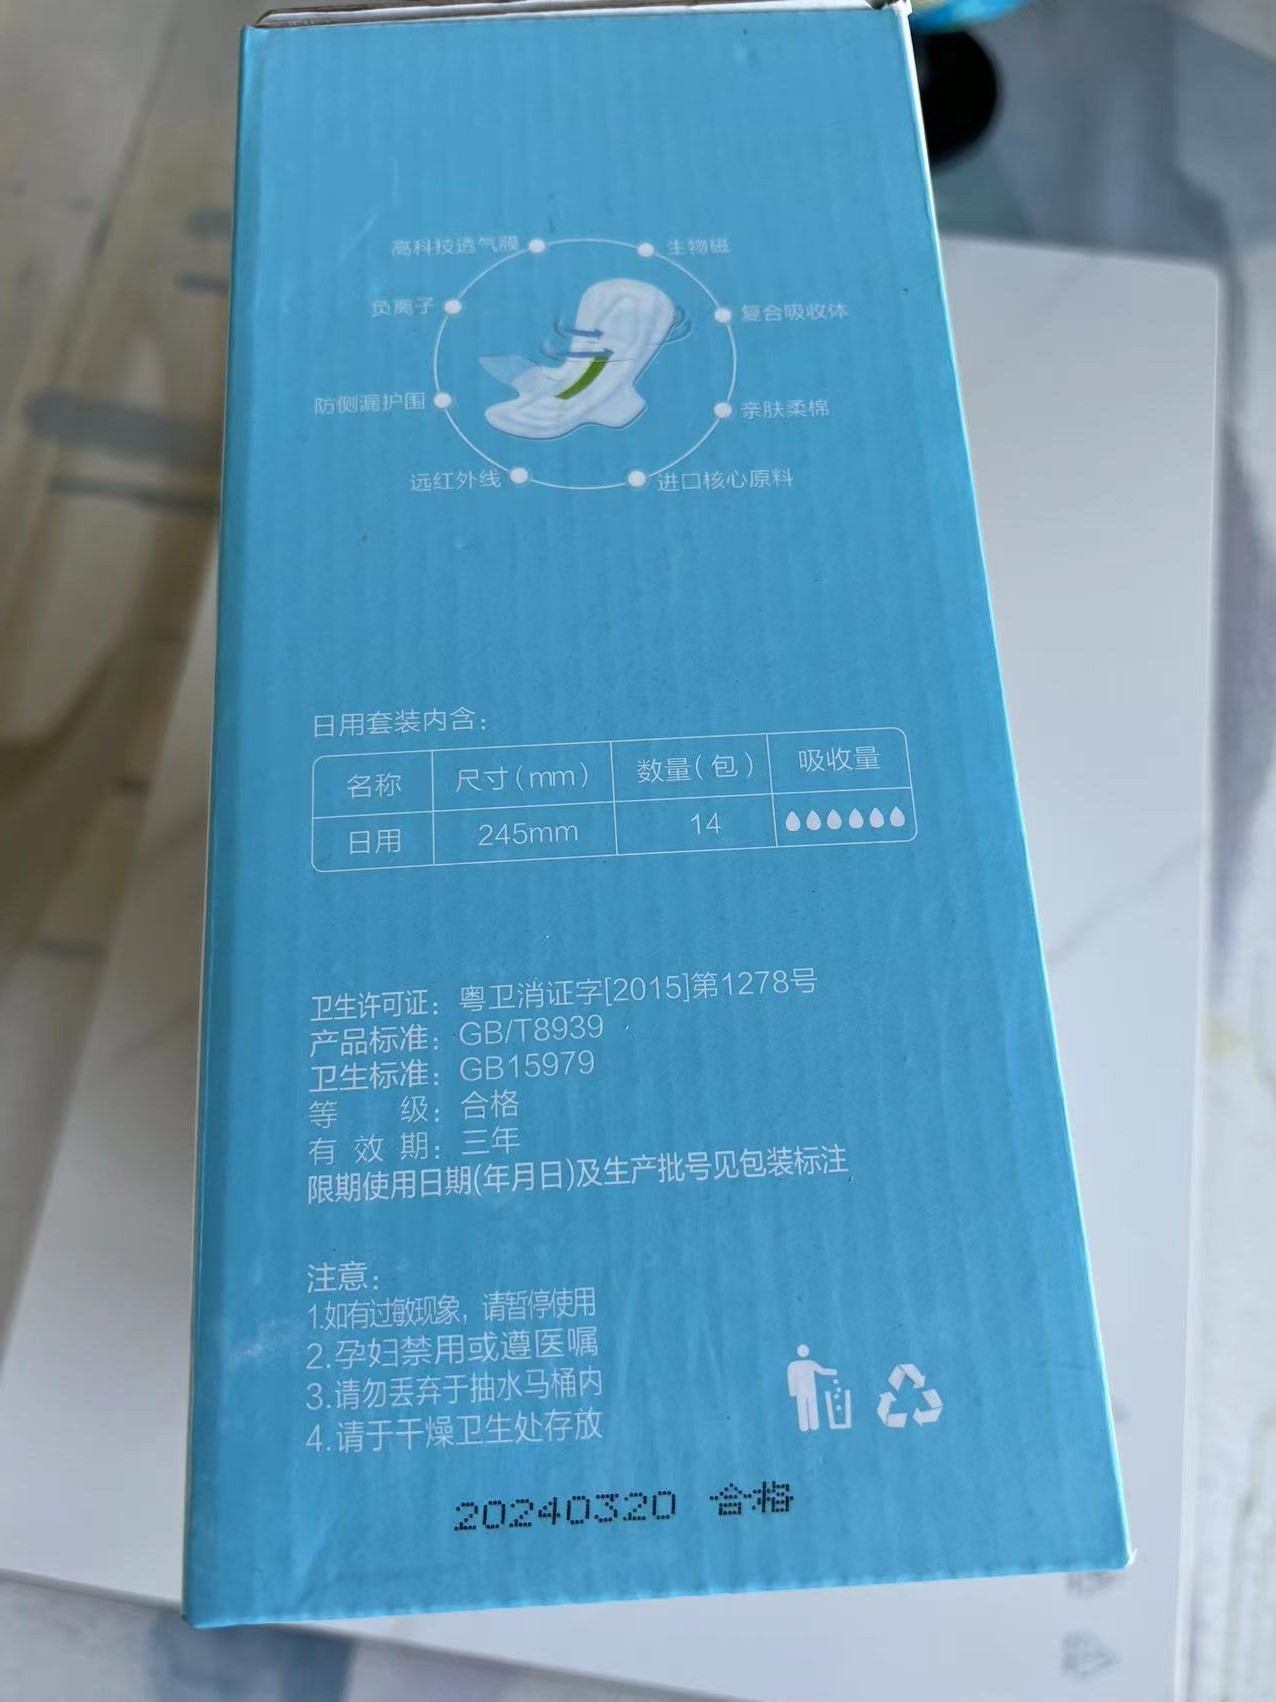 高科技透气膜
生物磁
负离子
复合吸收体
防侧漏护围
亲肤柔棉
远红外线
进口核心原料
日用套装内含：
名称 尺寸(mm) 数量(包) 吸收量
日用 245mm 14
卫生许可证：粤卫消证字[2015]第1278号
产品标准：GB/T8939
卫生标准：GB15979
等 级：合格
有效期：三年
限期使用日期(年月日)及生产批号见包装标注
注意：
1.如有过敏现象，请暂停使用
2.孕妇禁用或遵医嘱
3.请勿丢弃于抽水马桶内
4.请于干燥卫生处存放
20240320 合格